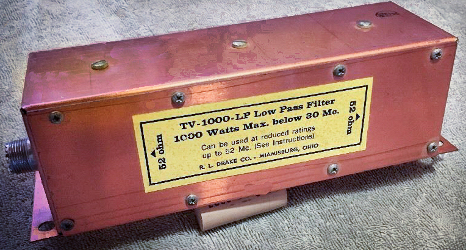 TV-1000-LP Low Pass Filter
1000 Watts Max. below 30 Mc.
Can be used at reduced ratings
up to 52 Mc. (See Instructions)
R. L. DRAKE CO. - MIAMISBURG, OHIO
52 ohm
52 ohm